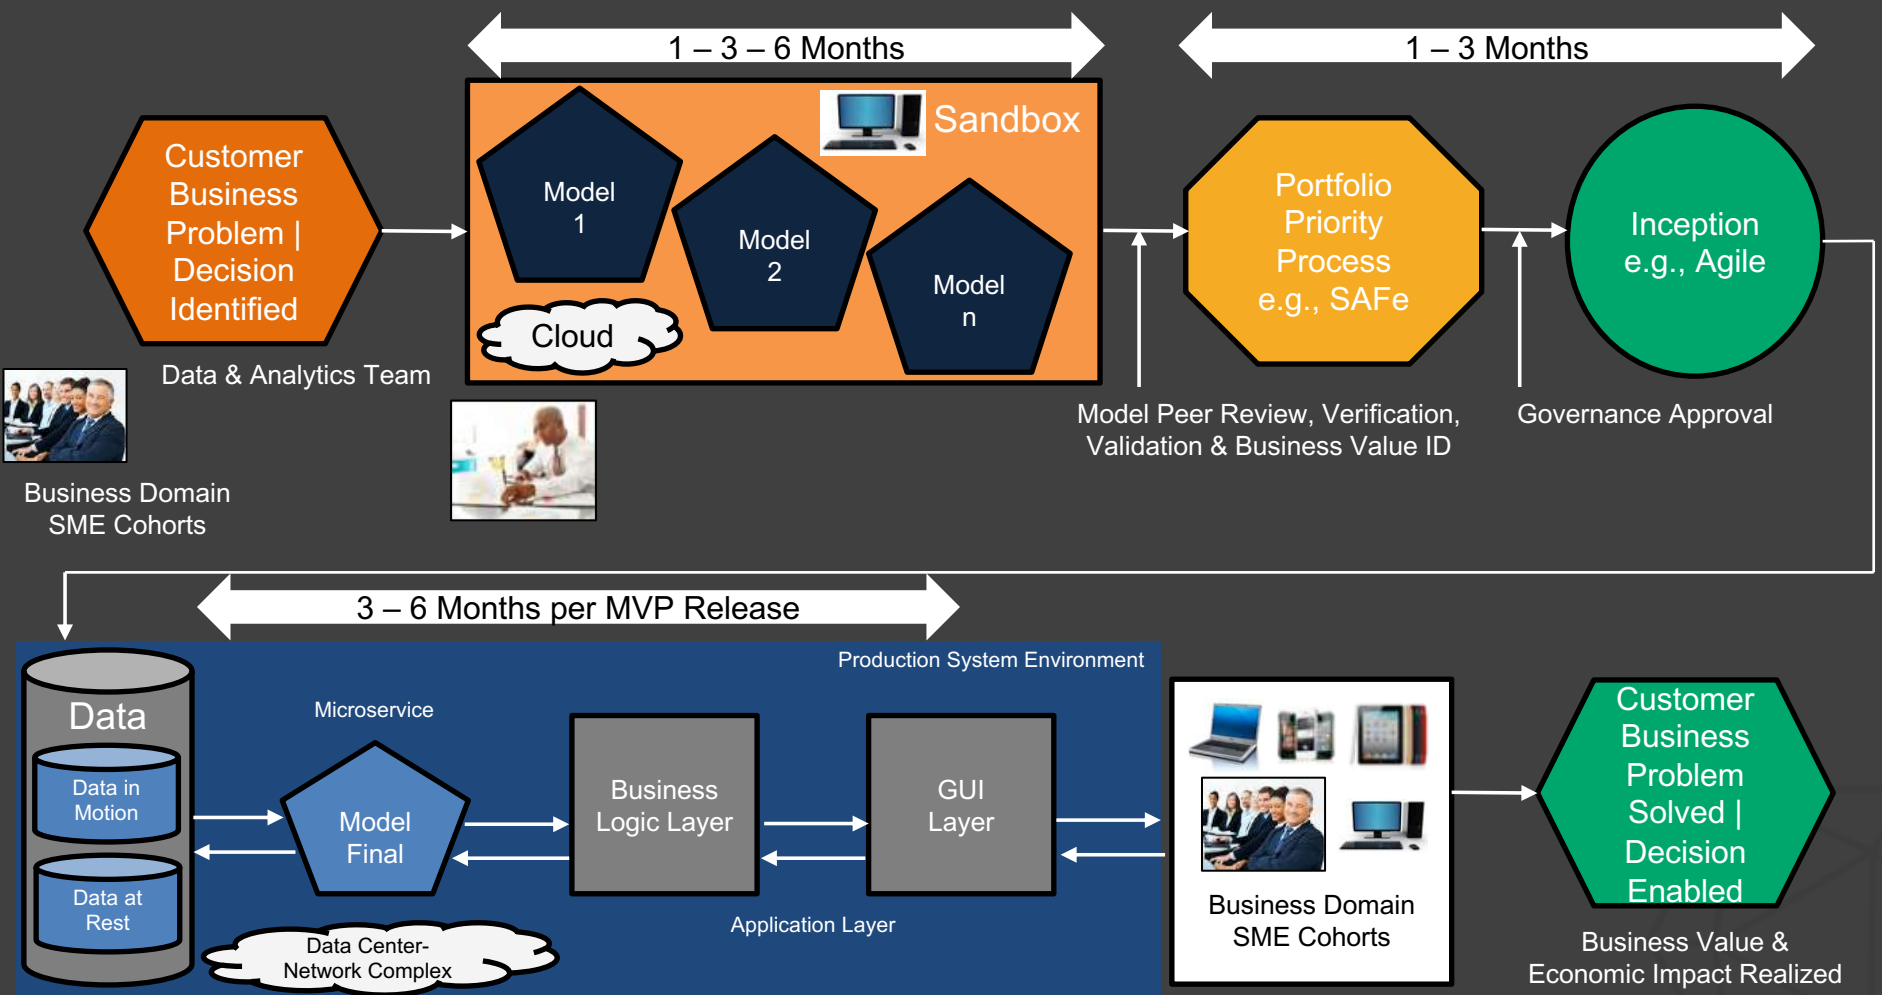 1 – 3 – 6 Months
1 – 3 Months
Customer
Business
Problem |
Decision
Identified
Sandbox
Model
1
Model
2
Model
n
Cloud
Portfolio
Priority
Process
e.g., SAFe
Inception
e.g., Agile
Data & Analytics Team
Business Domain
SME Cohorts
Model Peer Review, Verification,
Validation & Business Value ID
Governance Approval
3 – 6 Months per MVP Release
Production System Environment
Data
Data in
Motion
Data at
Rest
Microservice
Model
Final
Business
Logic Layer
GUI
Layer
Application Layer
Data Center-
Network Complex
Business Domain
SME Cohorts
Customer
Business
Problem
Solved |
Decision
Enabled
Business Value &
Economic Impact Realized